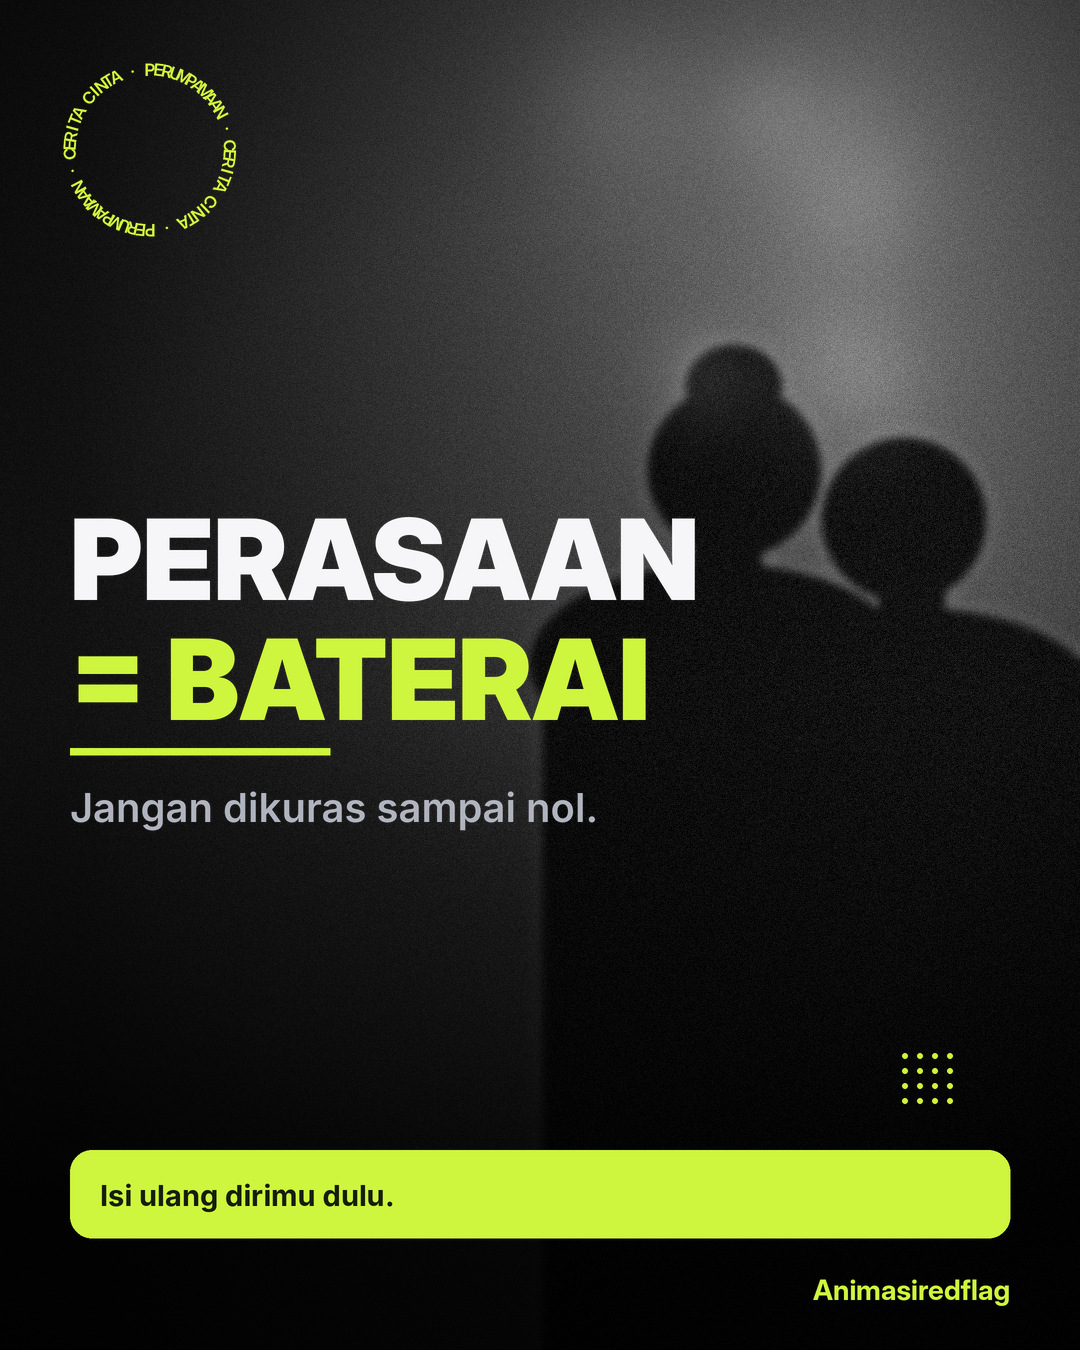 PERUMPAMAAN · CERITA CINTA · PERUMPAMAAN · CERITA CINTA ·
PERASAAN
= BATERAI
Jangan dikuras sampai nol.
Isi ulang dirimu dulu.
Animasiredflag